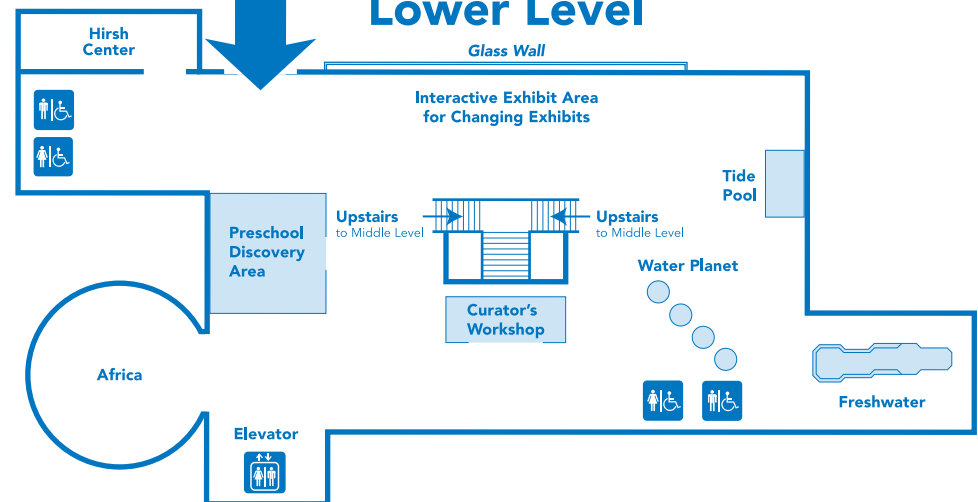 Lower Level
Hirsh
Center
Glass Wall
Interactive Exhibit Area
for Changing Exhibits
Tide
Pool
Preschool
Discovery
Area
Upstairs
to Middle Level
Upstairs
to Middle Level
Water Planet
Curator's
Workshop
Africa
Freshwater
Elevator